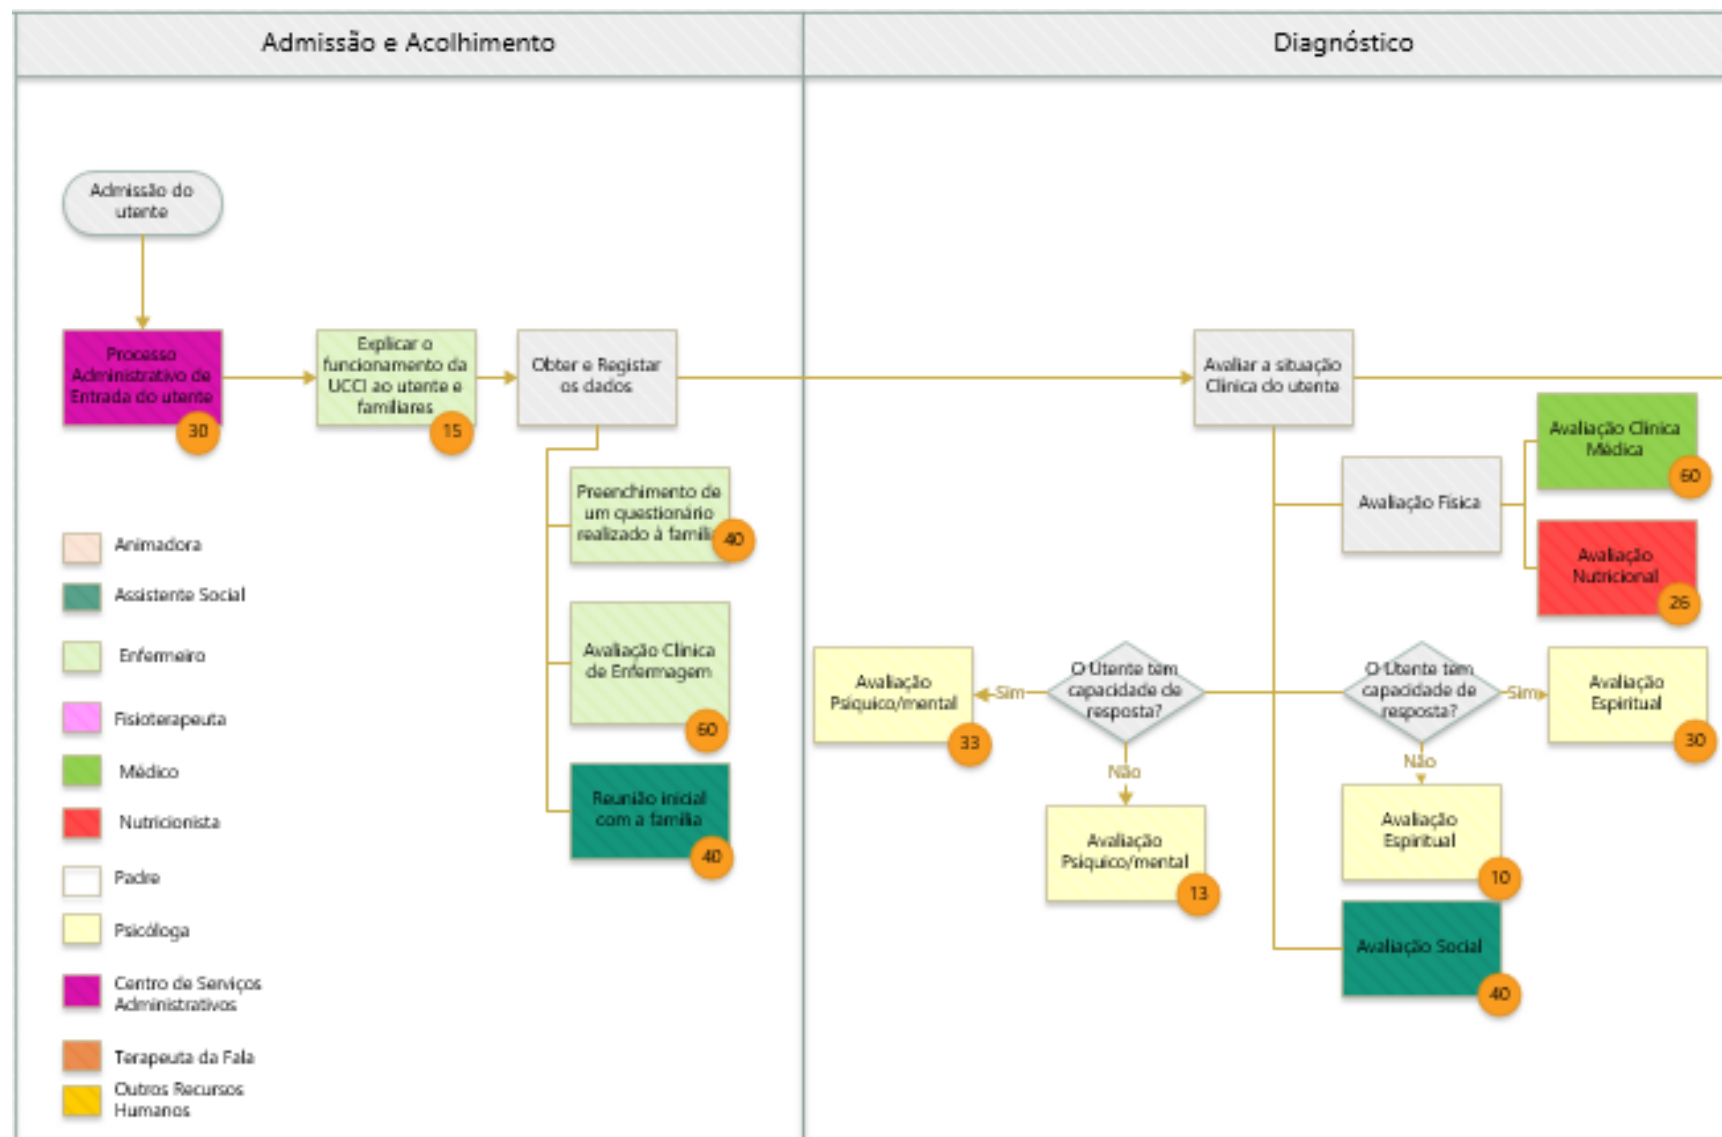 Admissão e Acolhimento
Diagnóstico
Admissão do
utente
Processo
Administrativo de
Entrada do utente
30
Explicar o
funcionamento da
UCCI ao utente e
familiares
15
Obter e Registar
os dados
Preenchimento de
um questionário
realizado à família
40
Avaliação Clínica
de Enfermagem
60
Reunião inicial
com a família
40
Animadora
Assistente Social
Enfermeiro
Fisioterapeuta
Médico
Nutricionista
Padre
Psicóloga
Centro de Serviços
Administrativos
Terapeuta da Fala
Outros Recursos
Humanos
Avaliar a situação
Clínica do utente
Avaliação Física
Avaliação Clínica
Médica
60
Avaliação
Nutricional
26
Avaliação
Psíquico/mental
33
Sim
O Utente tem
capacidade de
resposta?
Não
Avaliação
Psíquico/mental
13
O Utente tem
capacidade de
resposta?
Sim
Avaliação
Espiritual
30
Não
Avaliação
Espiritual
10
Avaliação Social
40